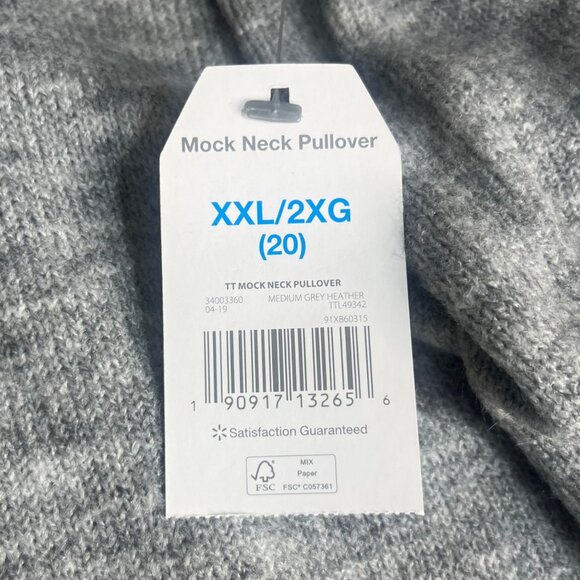 Mock Neck Pullover
XXL/2XG
(20)
TT MOCK NECK PULLOVER
34003360 MEDIUM GREY HEATHER
04-19 TTL49342
91XB60315
1 90917 13265 6
Satisfaction Guaranteed
FSC
MIX
Paper
FSC® C057361